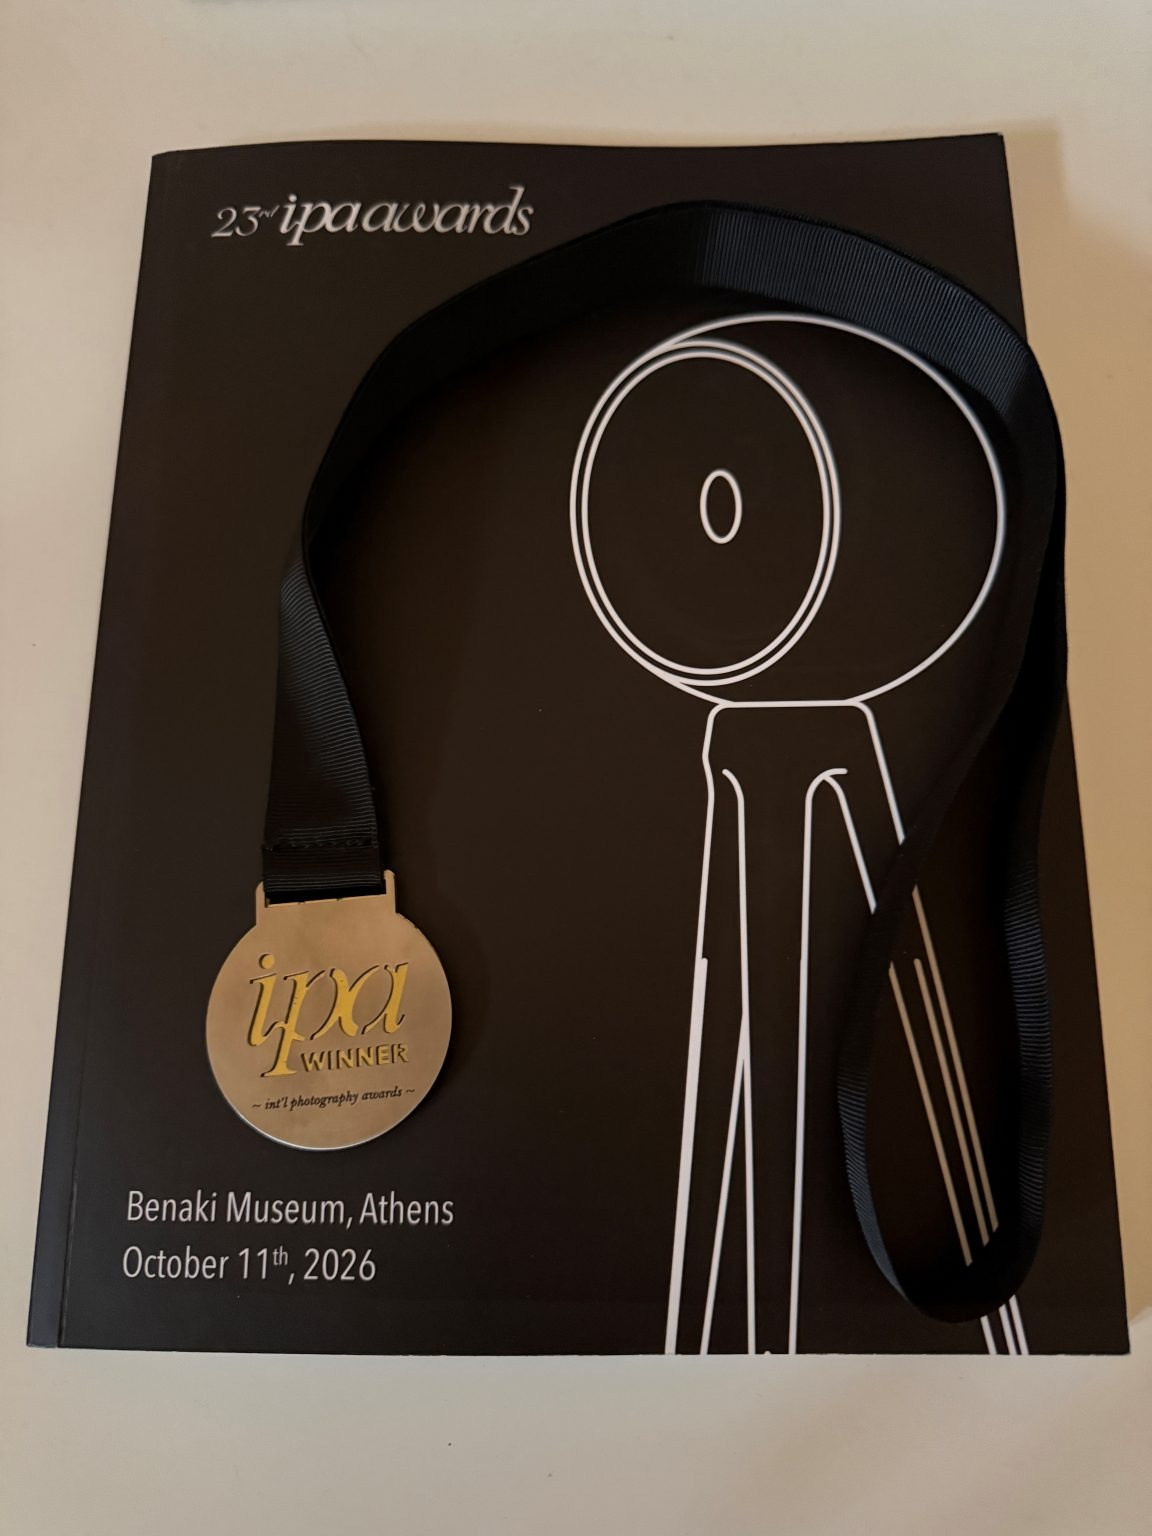 23rd ipa awards
ipa
WINNER
~ int'l photography awards ~
Benaki Museum, Athens
October 11th, 2026